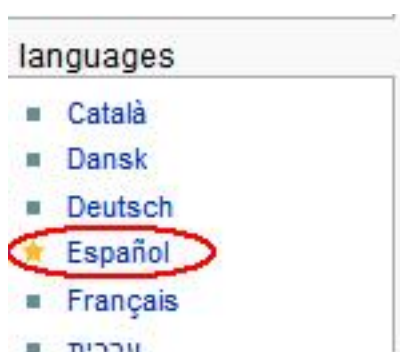 languages
Català
Dansk
Deutsch
Español
Français